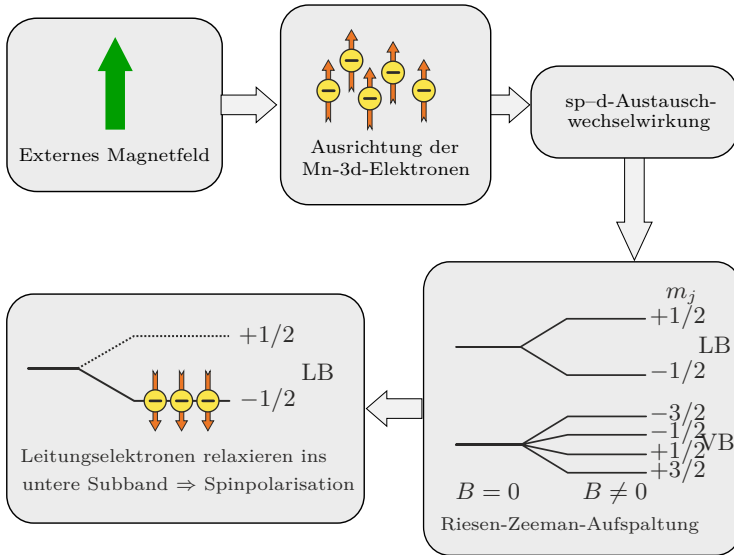 Externes Magnetfeld
Ausrichtung der
Mn-3d-Elektronen
sp–d-Austausch-
wechselwirkung
m_j
+1/2
LB
−1/2
−3/2
−1/2
VB
+1/2
+3/2
B = 0
B ≠ 0
Riesen-Zeeman-Aufspaltung
+1/2
LB
−1/2
Leitungselektronen relaxieren ins
untere Subband ⇒ Spinpolarisation